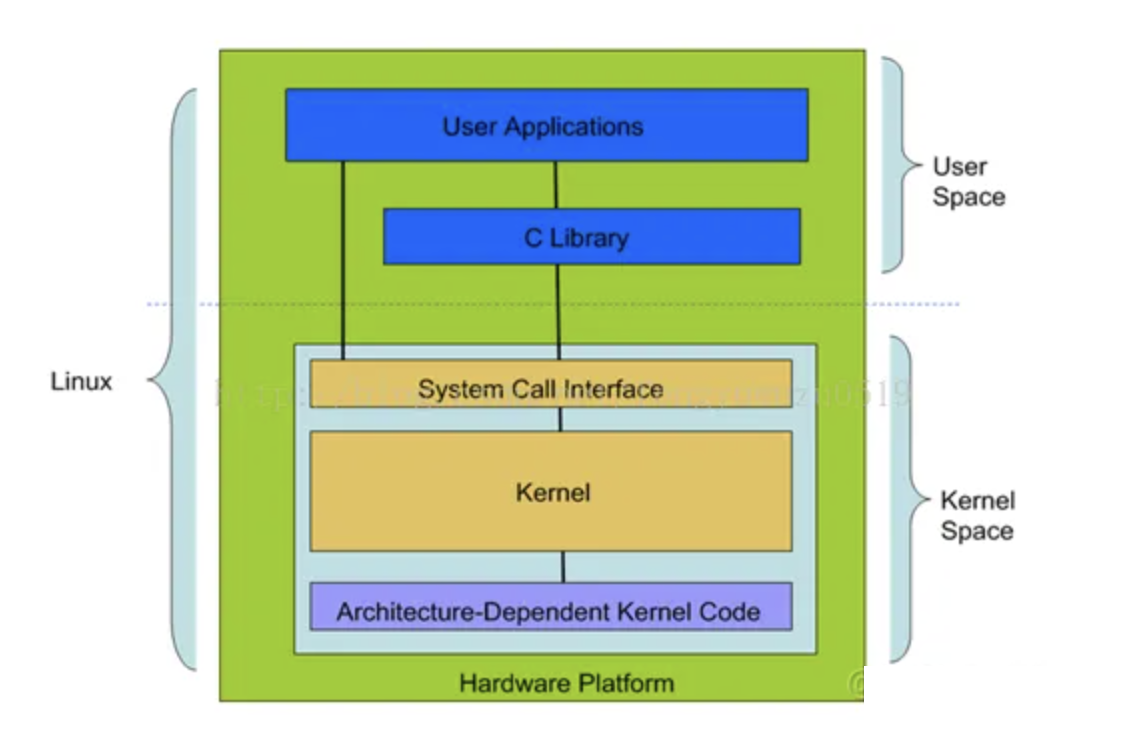 User Applications
User
Space
C Library
Linux
System Call Interface
Kernel
Kernel
Space
Architecture-Dependent Kernel Code
Hardware Platform